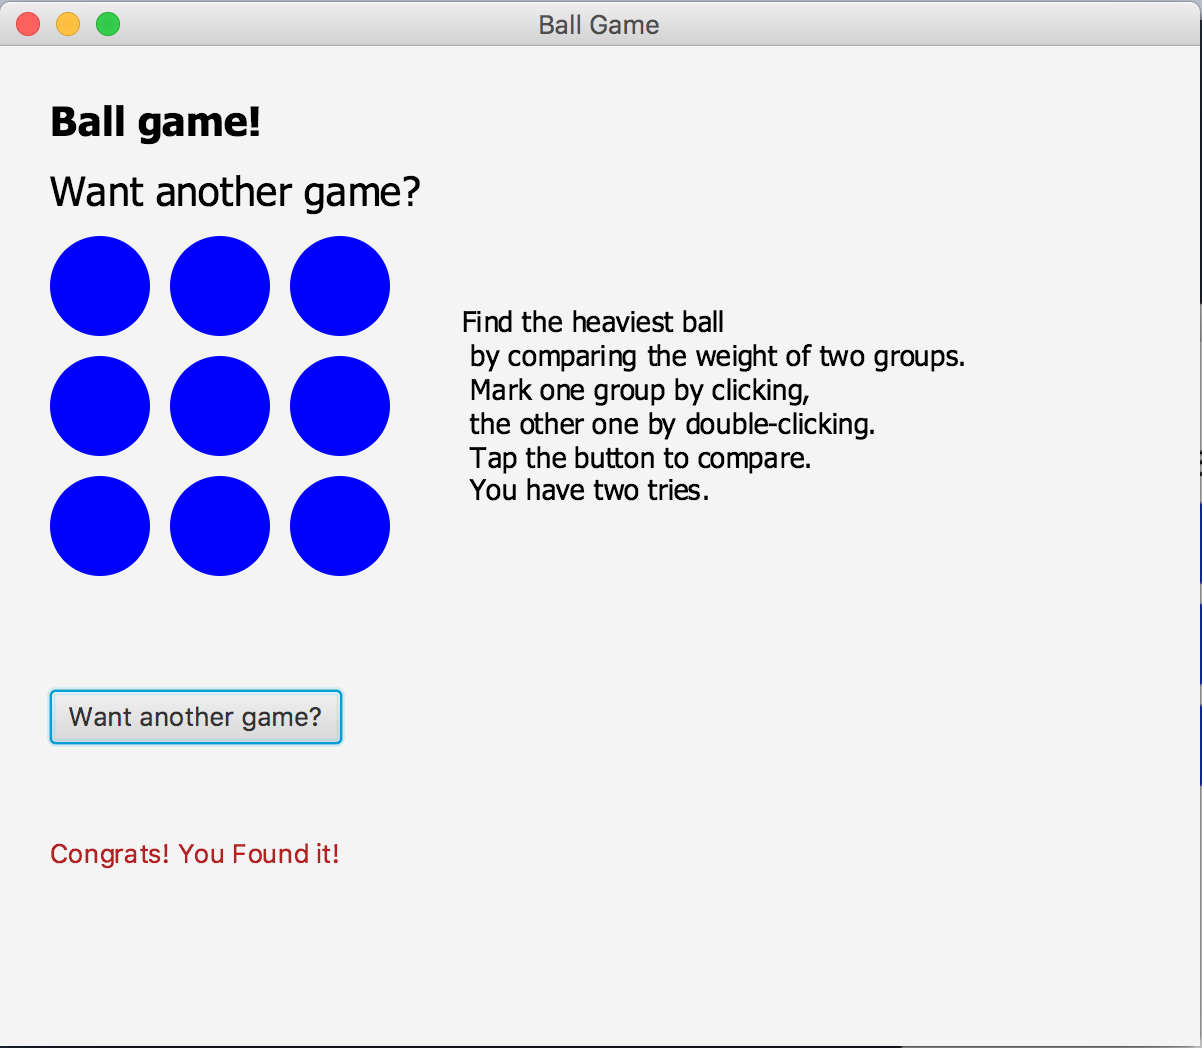 Ball Game
Ball game!
Want another game?
Find the heaviest ball
by comparing the weight of two groups.
Mark one group by clicking,
the other one by double-clicking.
Tap the button to compare.
You have two tries.
Want another game?
Congrats! You Found it!